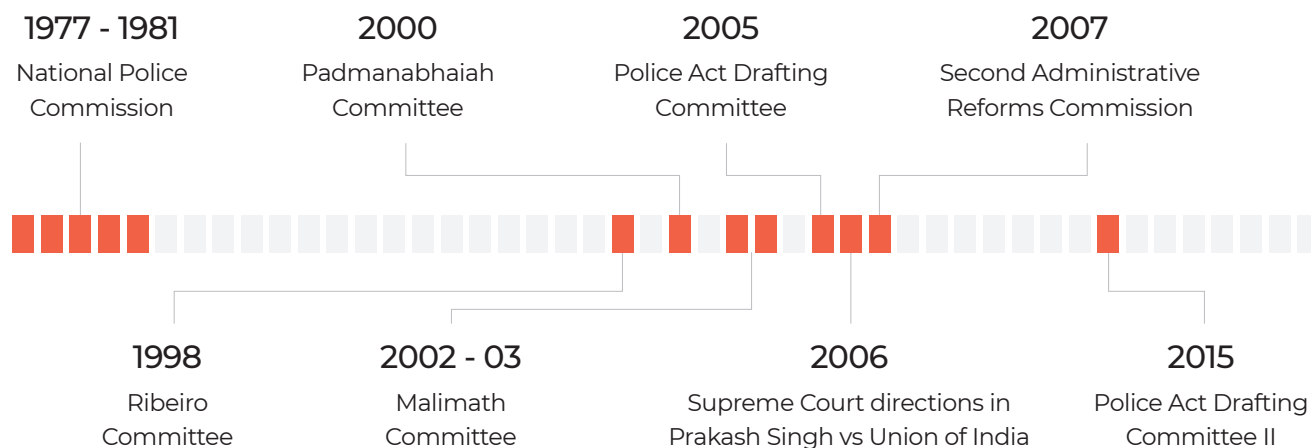 1977 - 1981
National Police
Commission
2000
Padmanabhaiah
Committee
2005
Police Act Drafting
Committee
2007
Second Administrative
Reforms Commission
1998
Ribeiro
Committee
2002 - 03
Malimath
Committee
2006
Supreme Court directions in
Prakash Singh vs Union of India
2015
Police Act Drafting
Committee II